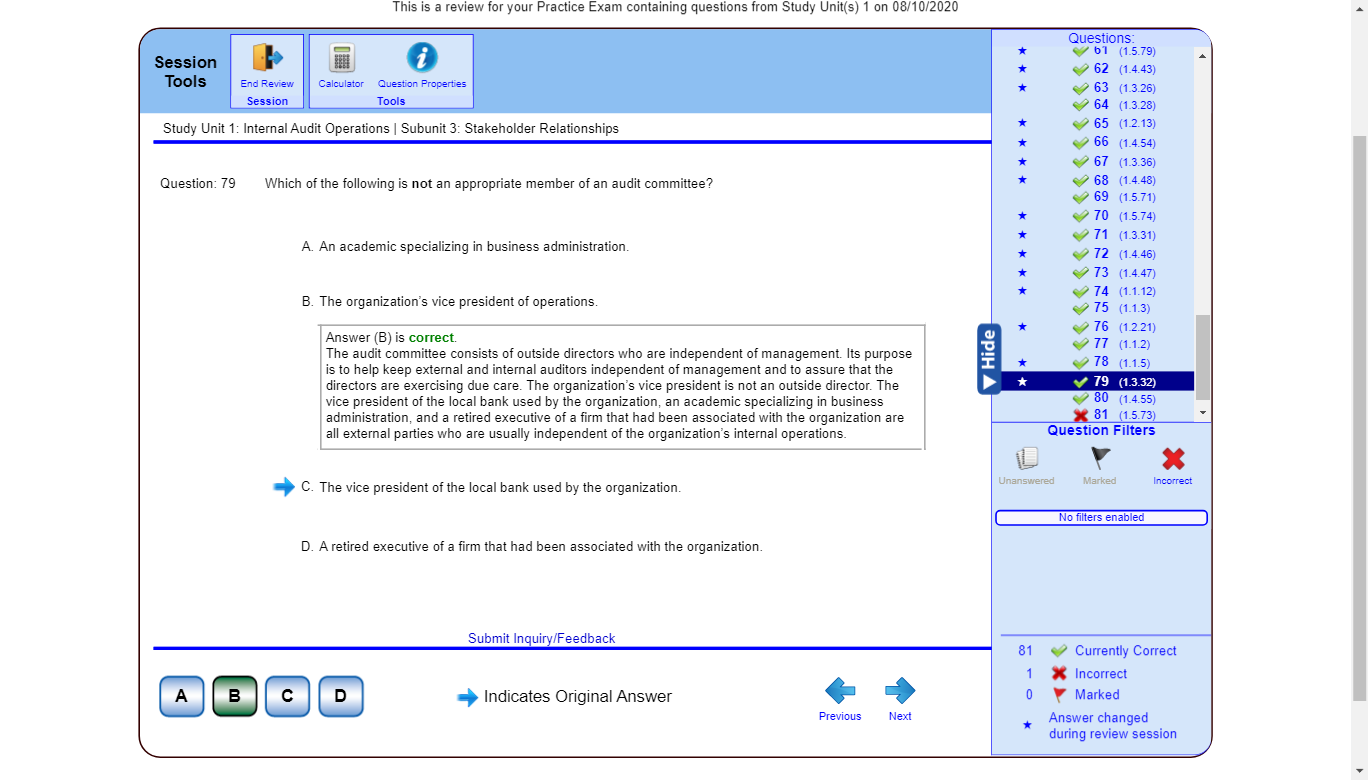 This is a review for your Practice Exam containing questions from Study Unit(s) 1 on 08/10/2020
Session
Tools
End Review
Session
Calculator
Question Properties
Tools
Study Unit 1: Internal Audit Operations | Subunit 3: Stakeholder Relationships
Question: 79
Which of the following is not an appropriate member of an audit committee?
A. An academic specializing in business administration.
B. The organization's vice president of operations.
Answer (B) is correct.
The audit committee consists of outside directors who are independent of management. Its purpose
is to help keep external and internal auditors independent of management and to assure that the
directors are exercising due care. The organization's vice president is not an outside director. The
vice president of the local bank used by the organization, an academic specializing in business
administration, and a retired executive of a firm that had been associated with the organization are
all external parties who are usually independent of the organization's internal operations.
C. The vice president of the local bank used by the organization.
D. A retired executive of a firm that had been associated with the organization.
Submit Inquiry/Feedback
A
B
C
D
Indicates Original Answer
Previous
Next
Hide
Questions:
61 (1.5.79)
62 (1.4.43)
63 (1.3.26)
64 (1.3.28)
65 (1.2.13)
66 (1.4.54)
67 (1.3.36)
68 (1.4.48)
69 (1.5.71)
70 (1.5.74)
71 (1.3.31)
72 (1.4.46)
73 (1.4.47)
74 (1.1.12)
75 (1.1.3)
76 (1.2.21)
77 (1.1.2)
78 (1.1.5)
79 (1.3.32)
80 (1.4.55)
81 (1.5.73)
Question Filters
Unanswered
Marked
Incorrect
No filters enabled
81 Currently Correct
1 Incorrect
0 Marked
Answer changed
during review session